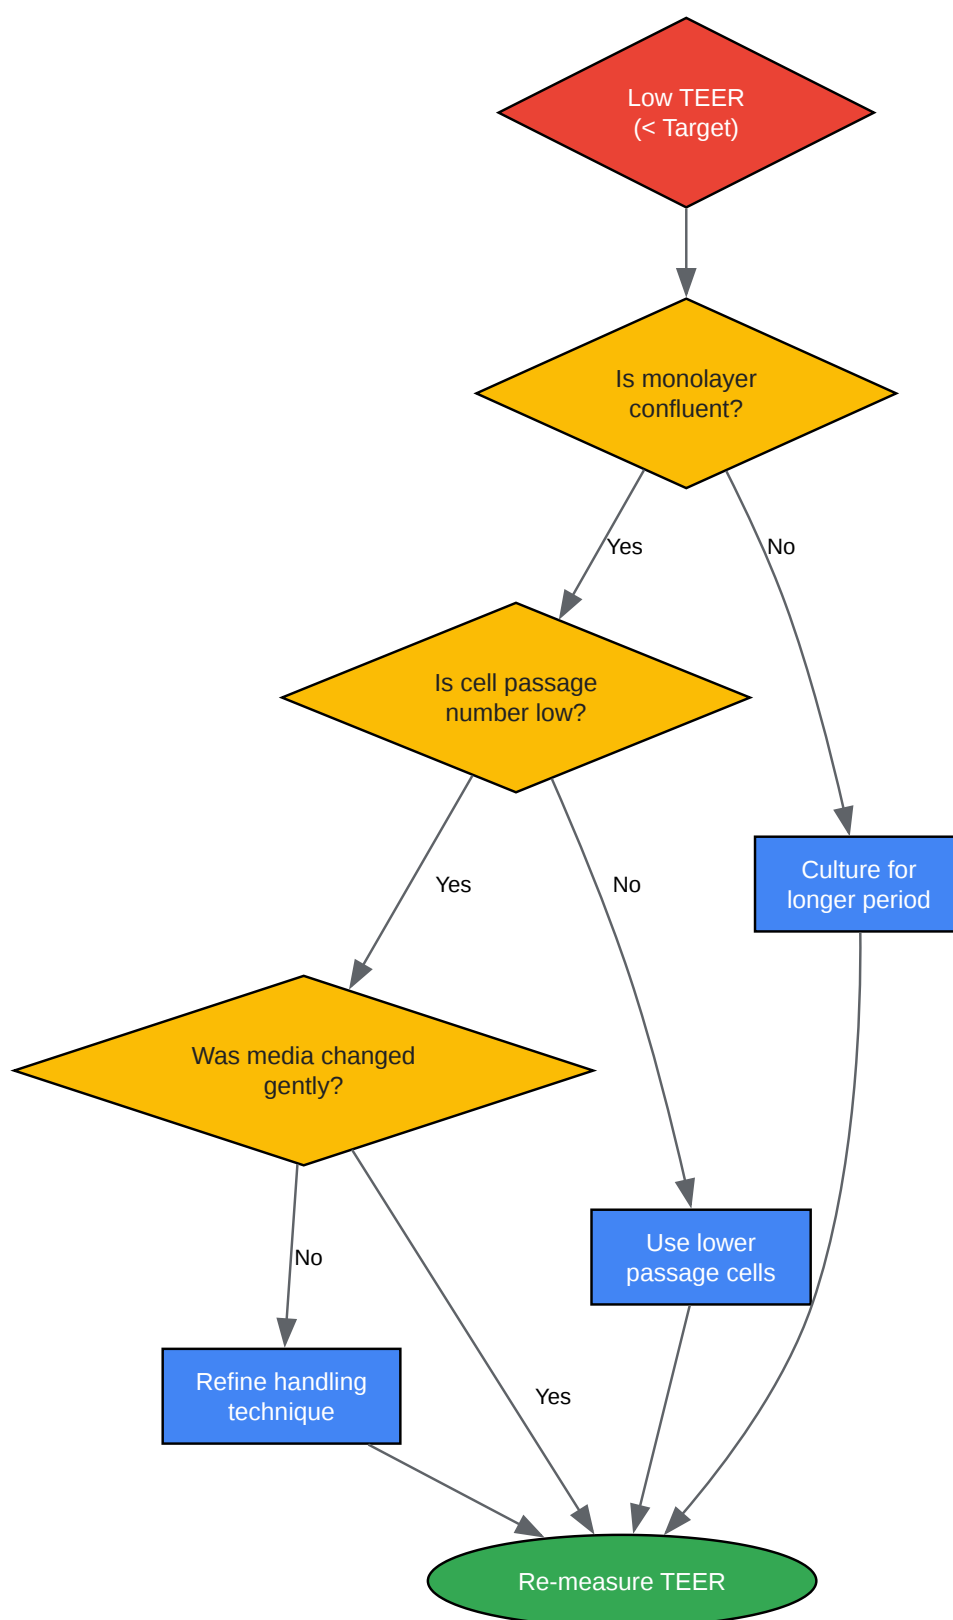 Low TEER
(< Target)
Is monolayer
confluent?
Yes
No
Is cell passage
number low?
Culture for
longer period
Yes
No
Was media changed
gently?
Use lower
passage cells
No
Refine handling
technique
Yes
Re-measure TEER